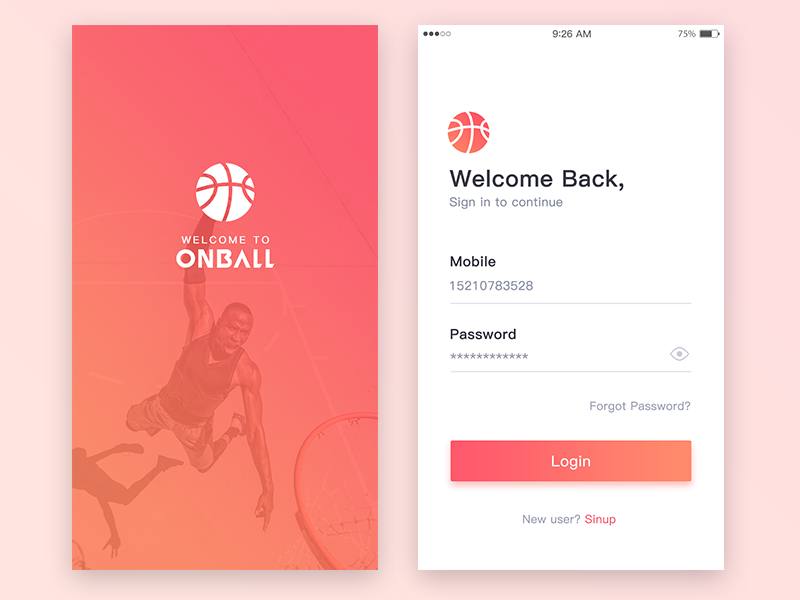 WELCOME TO
ONBALL
9:26 AM
75%
Welcome Back,
Sign in to continue
Mobile
15210783528
Password
************
Forgot Password?
Login
New user? Sinup